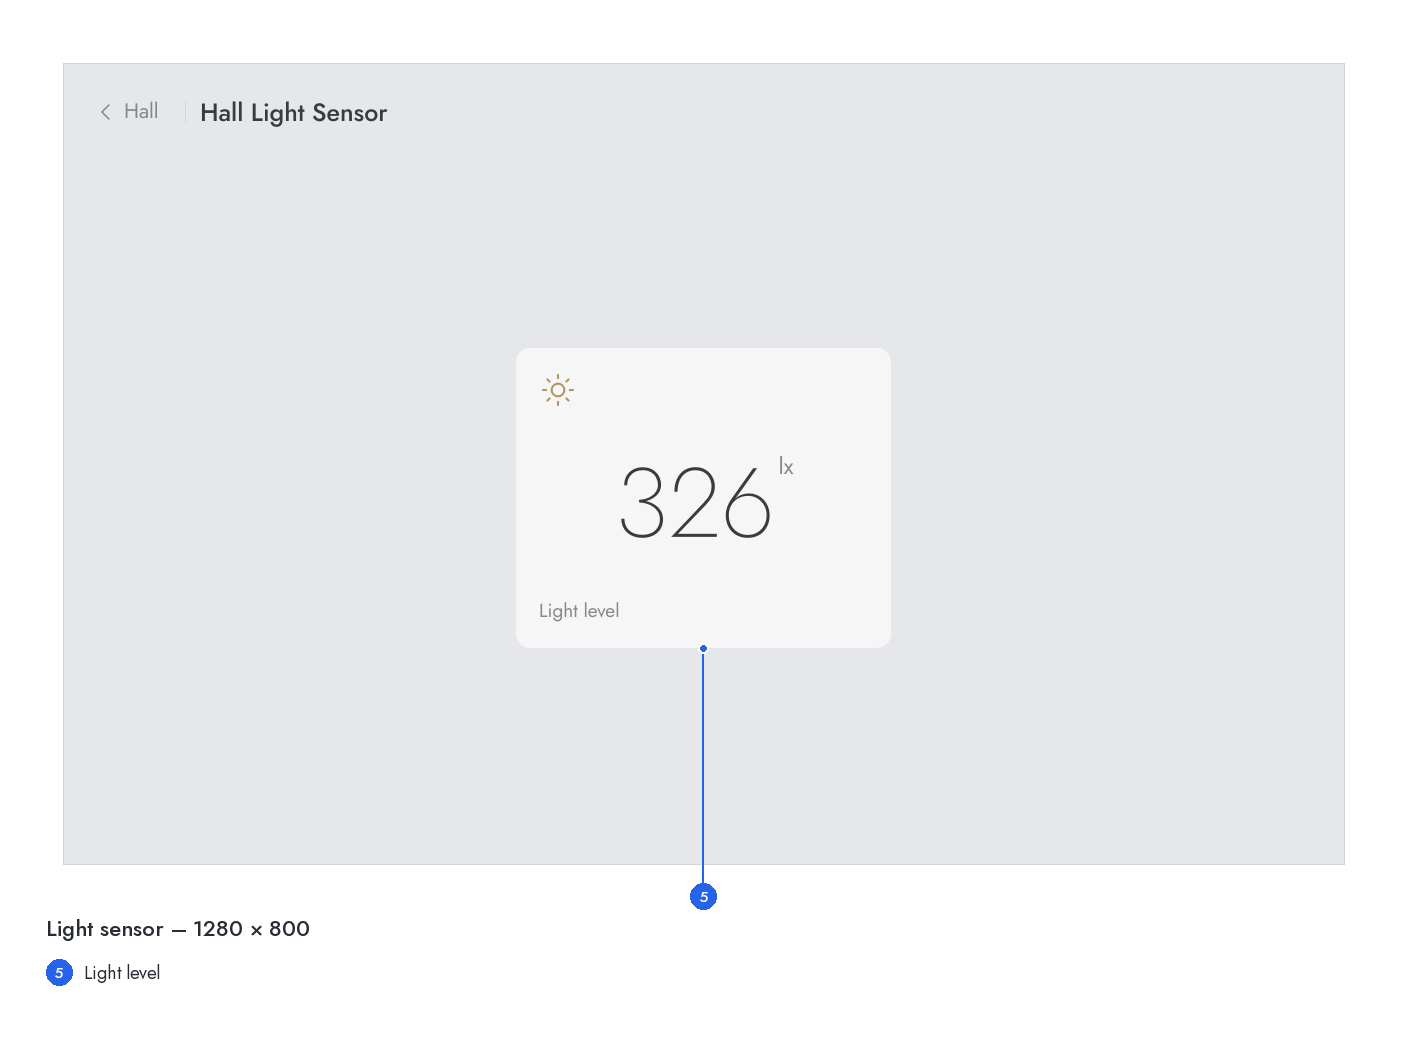 Hall
Hall Light Sensor
326 lx
Light level
5
Light sensor – 1280 × 800
5 Light level